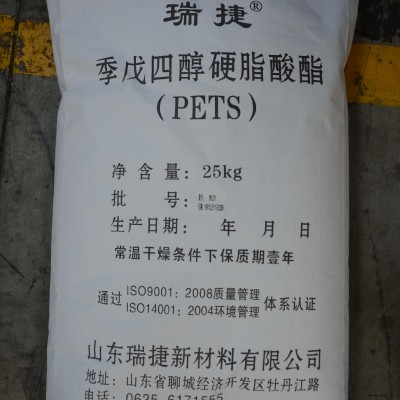 瑞捷®
季戊四醇硬脂酸酯
(PETS)
净含量：25kg
批 号：
生产日期： 年 月 日
常温干燥条件下保质期壹年
通过 ISO9001：2008质量管理 体系认证
ISO14001：2004环境管理
山东瑞捷新材料有限公司
地址：山东省聊城经济开发区牡丹江路
电话：0635-6171555